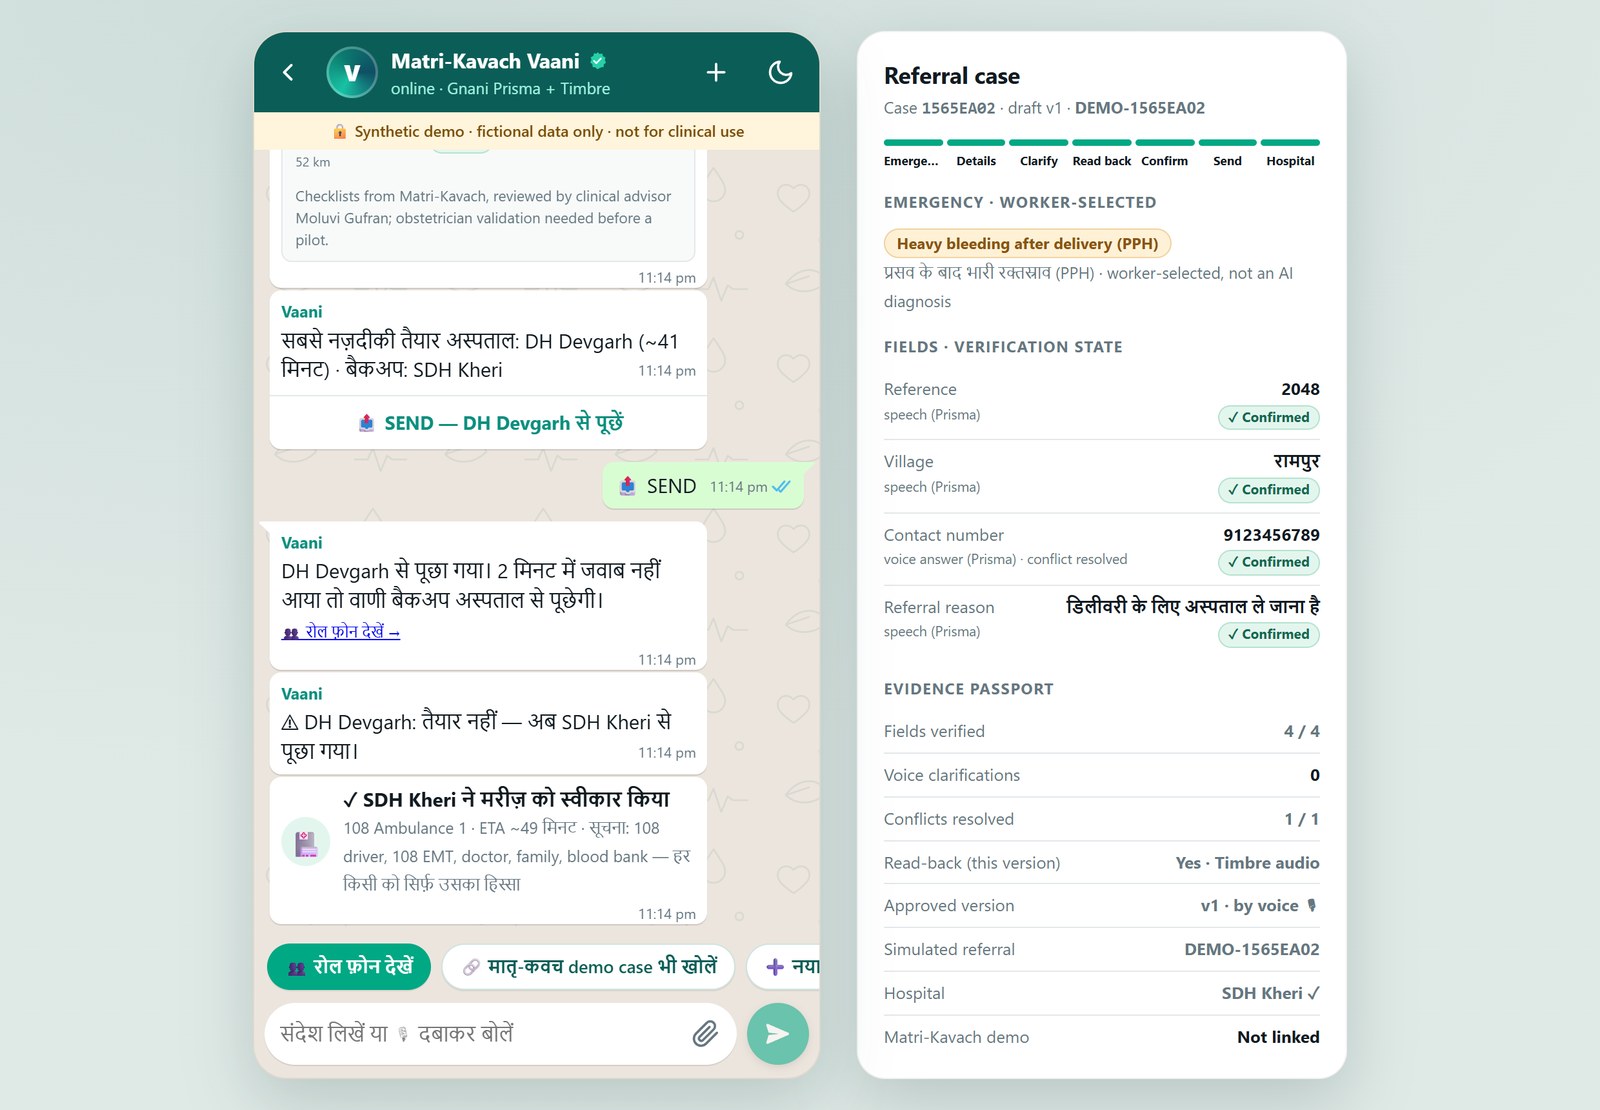 V
Matri-Kavach Vaani
online · Gnani Prisma + Timbre
🔒 Synthetic demo · fictional data only · not for clinical use
52 km
Checklists from Matri-Kavach, reviewed by clinical advisor
Moluvi Gufran; obstetrician validation needed before a
pilot.
11:14 pm
Vaani
सबसे नज़दीकी तैयार अस्पताल: DH Devgarh (~41
मिनट) · बैकअप: SDH Kheri
11:14 pm
📤 SEND — DH Devgarh से पूछें
📤 SEND 11:14 pm
Vaani
DH Devgarh से पूछा गया। 2 मिनट में जवाब नहीं
आया तो वाणी बैकअप अस्पताल से पूछेगी।
👥 रोल फ़ोन देखें →
11:14 pm
Vaani
⚠ DH Devgarh: तैयार नहीं — अब SDH Kheri से
पूछा गया।
11:14 pm
✓ SDH Kheri ने मरीज़ को स्वीकार किया
108 Ambulance 1 · ETA ~49 मिनट · सूचना: 108
driver, 108 EMT, doctor, family, blood bank — हर
किसी को सिर्फ़ उसका हिस्सा
11:14 pm
👥 रोल फ़ोन देखें
🔗 मातृ-कवच demo case भी खोलें
➕ नया
संदेश लिखें या 🎙 दबाकर बोलें
Referral case
Case 1565EA02 · draft v1 · DEMO-1565EA02
Emerge... Details Clarify Read back Confirm Send Hospital
EMERGENCY · WORKER-SELECTED
Heavy bleeding after delivery (PPH)
प्रसव के बाद भारी रक्तस्राव (PPH) · worker-selected, not an AI
diagnosis
FIELDS · VERIFICATION STATE
Reference 2048
speech (Prisma) ✓ Confirmed
Village रामपुर
speech (Prisma) ✓ Confirmed
Contact number 9123456789
voice answer (Prisma) · conflict resolved ✓ Confirmed
Referral reason डिलीवरी के लिए अस्पताल ले जाना है
speech (Prisma) ✓ Confirmed
EVIDENCE PASSPORT
Fields verified 4 / 4
Voice clarifications 0
Conflicts resolved 1 / 1
Read-back (this version) Yes · Timbre audio
Approved version v1 · by voice 🎙
Simulated referral DEMO-1565EA02
Hospital SDH Kheri ✓
Matri-Kavach demo Not linked